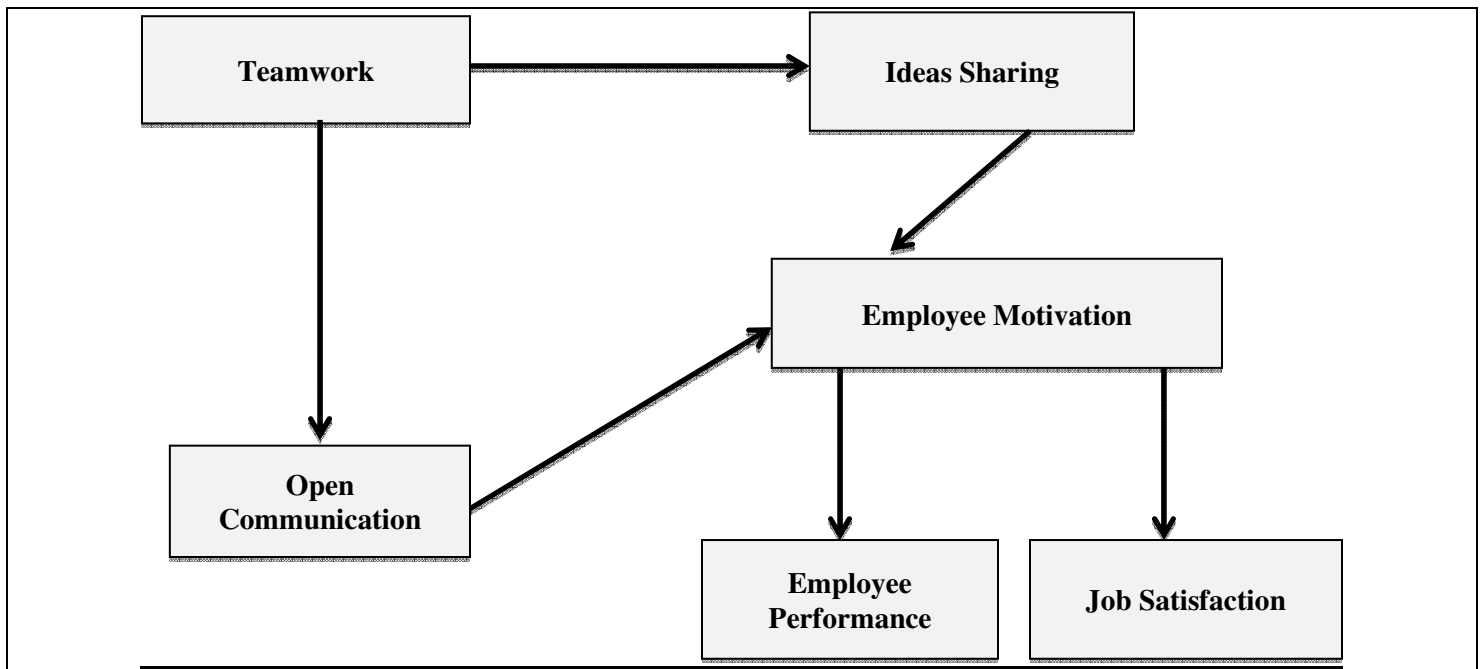 Teamwork
Ideas Sharing
Employee Motivation
Open
Communication
Employee
Performance
Job Satisfaction